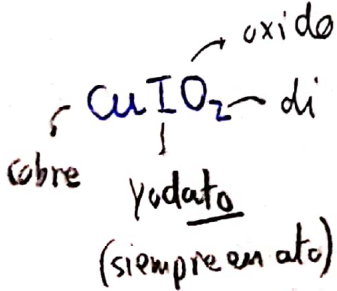 oxido
CuIO₂ di
cobre
yodato
(siempre en ato)